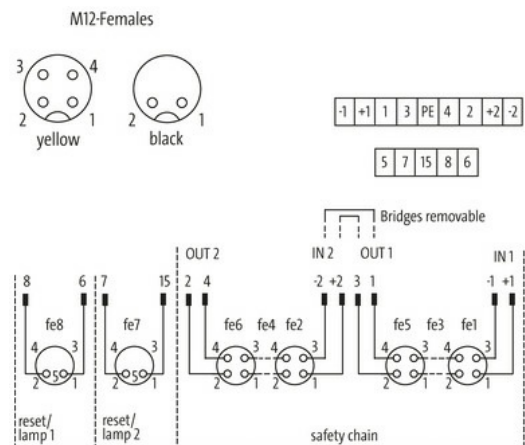 M12-Females
3 4
2 1
yellow
2 1
black
-1 +1 1 3 PE 4 2 +2 -2
5 7 15 8 6
Bridges removable
OUT 2 IN 2 OUT 1 IN 1
8 6 7 15 2 4 -2 +2 3 1 -1 +1
fe8 fe7 fe6 fe4 fe2 fe5 fe3 fe1
4 3 4 3 4 3 4 3 4 3 4 3
5 5
2 1 2 1 2 1 2 1 2 1 2 1
reset/ reset/
lamp 1 lamp 2 safety chain